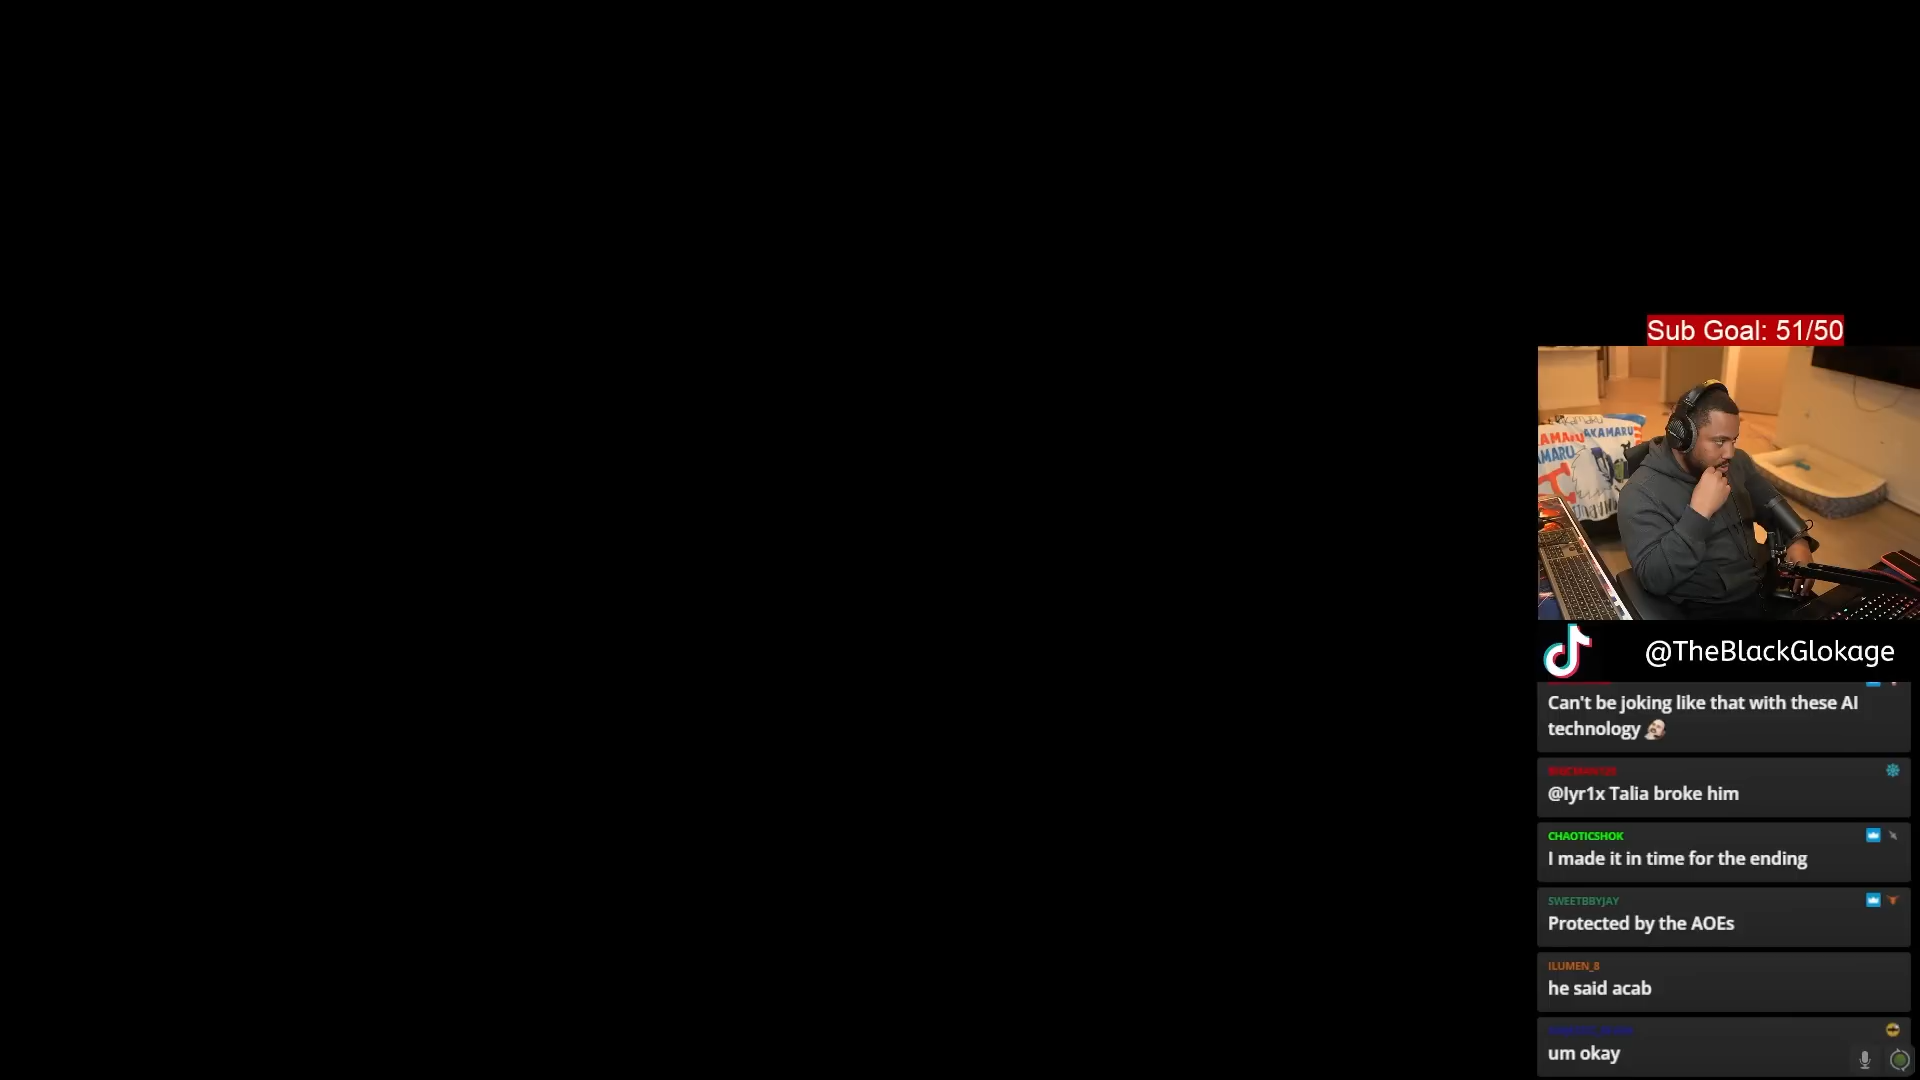 Sub Goal: 51/50
AKAMARU
@TheBlackGlokage
Can't be joking like that with these AI
technology
@lyr1x Talia broke him
CHAOTICSHOK
I made it in time for the ending
SWEETBBYJAY
Protected by the AOEs
ILUMEN_8
he said acab
um okay